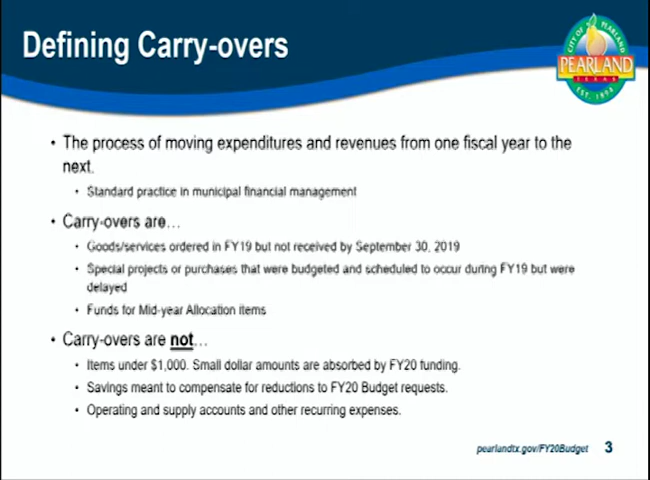 Defining Carry-overs
CITY OF PEARLAND
PEARLAND
TEXAS
EST. 1894
• The process of moving expenditures and revenues from one fiscal year to the
next.
• Standard practice in municipal financial management
• Carry-overs are…
• Goods/services ordered in FY19 but not received by September 30, 2019
• Special projects or purchases that were budgeted and scheduled to occur during FY19 but were
delayed
• Funds for Mid-year Allocation items
• Carry-overs are not…
• Items under $1,000. Small dollar amounts are absorbed by FY20 funding.
• Savings meant to compensate for reductions to FY20 Budget requests.
• Operating and supply accounts and other recurring expenses.
pearlandtx.gov/FY20Budget 3